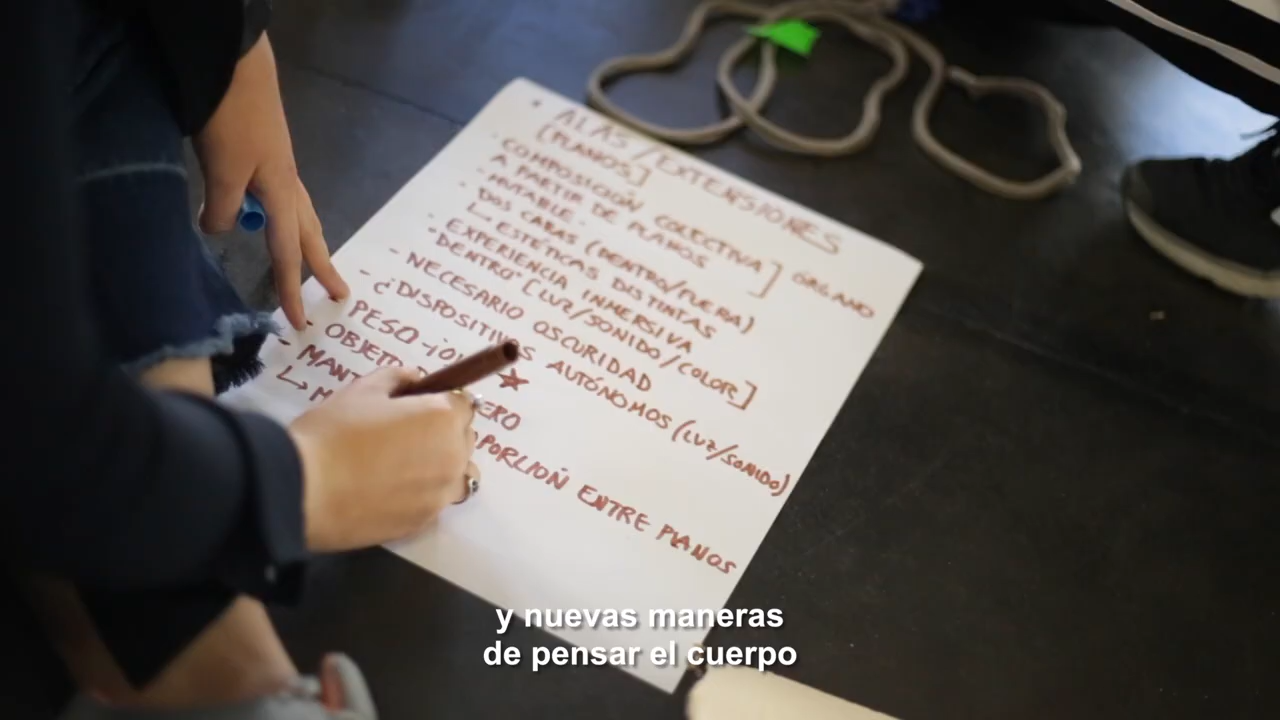 • ALAS/EXTENSIONES
[PLANOS]
- COMPOSICIÓN COLECTIVA] ÓRGANO
A PARTIR DE PLANOS
- MUTABLE.
- DOS CARAS (DENTRO/FUERA)
↳ ESTÉTICAS DISTINTAS
- EXPERIENCIA INMERSIVA
"DENTRO" [LUZ/SONIDO/COLOR]
- NECESARIO OSCURIDAD
- ¿DISPOSITIVOS AUTÓNOMOS (LUZ/SONIDO)
PESO
- OBJETO
- MANT
↳ M PORCIÓN ENTRE PLANOS
y nuevas maneras
de pensar el cuerpo